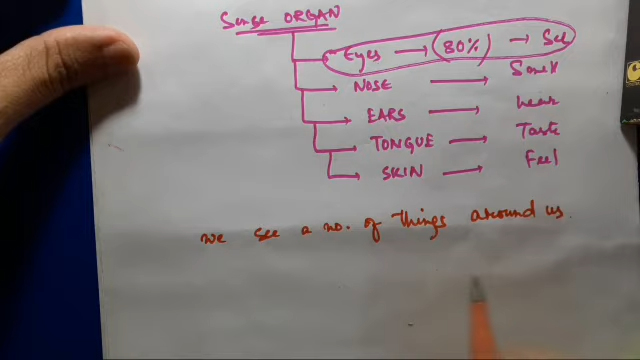 Sense ORGAN
Eyes → 80% → See
NOSE → Smell
EARS → hear
TONGUE → Taste
SKIN → Feel
we see a no. of things around us.